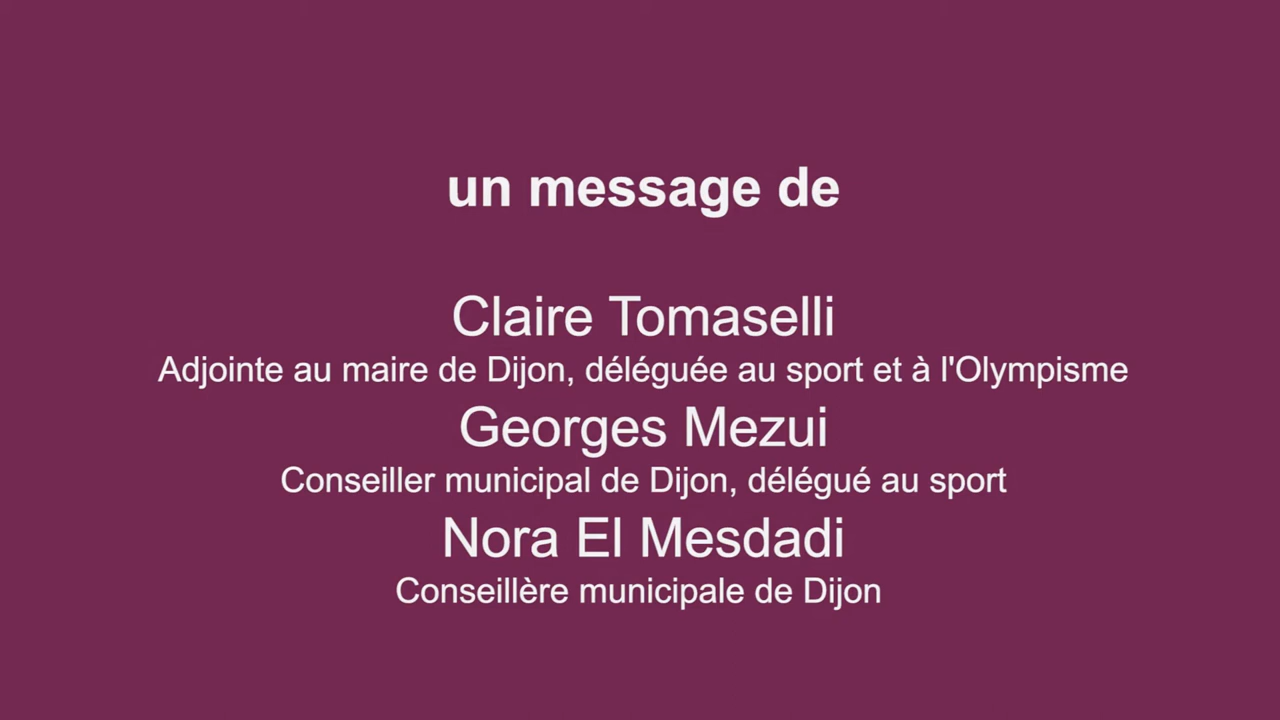 un message de
Claire Tomaselli
Adjointe au maire de Dijon, déléguée au sport et à l'Olympisme
Georges Mezui
Conseiller municipal de Dijon, délégué au sport
Nora El Mesdadi
Conseillère municipale de Dijon